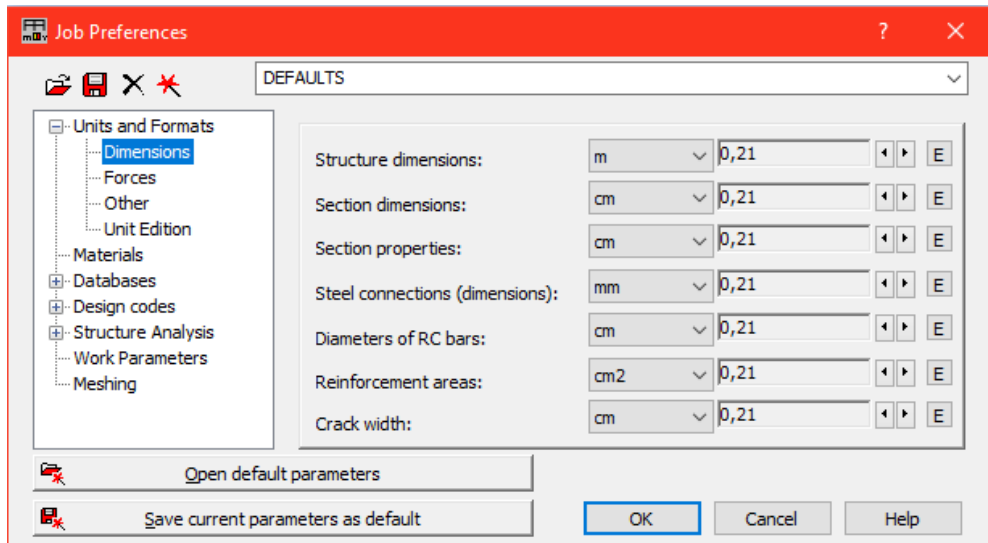 Job Preferences
DEFAULTS
Units and Formats
Dimensions
Forces
Other
Unit Edition
Materials
Databases
Design codes
Structure Analysis
Work Parameters
Meshing
Structure dimensions: m 0,21 E
Section dimensions: cm 0,21 E
Section properties: cm 0,21 E
Steel connections (dimensions): mm 0,21 E
Diameters of RC bars: cm 0,21 E
Reinforcement areas: cm2 0,21 E
Crack width: cm 0,21 E
Open default parameters
Save current parameters as default
OK Cancel Help